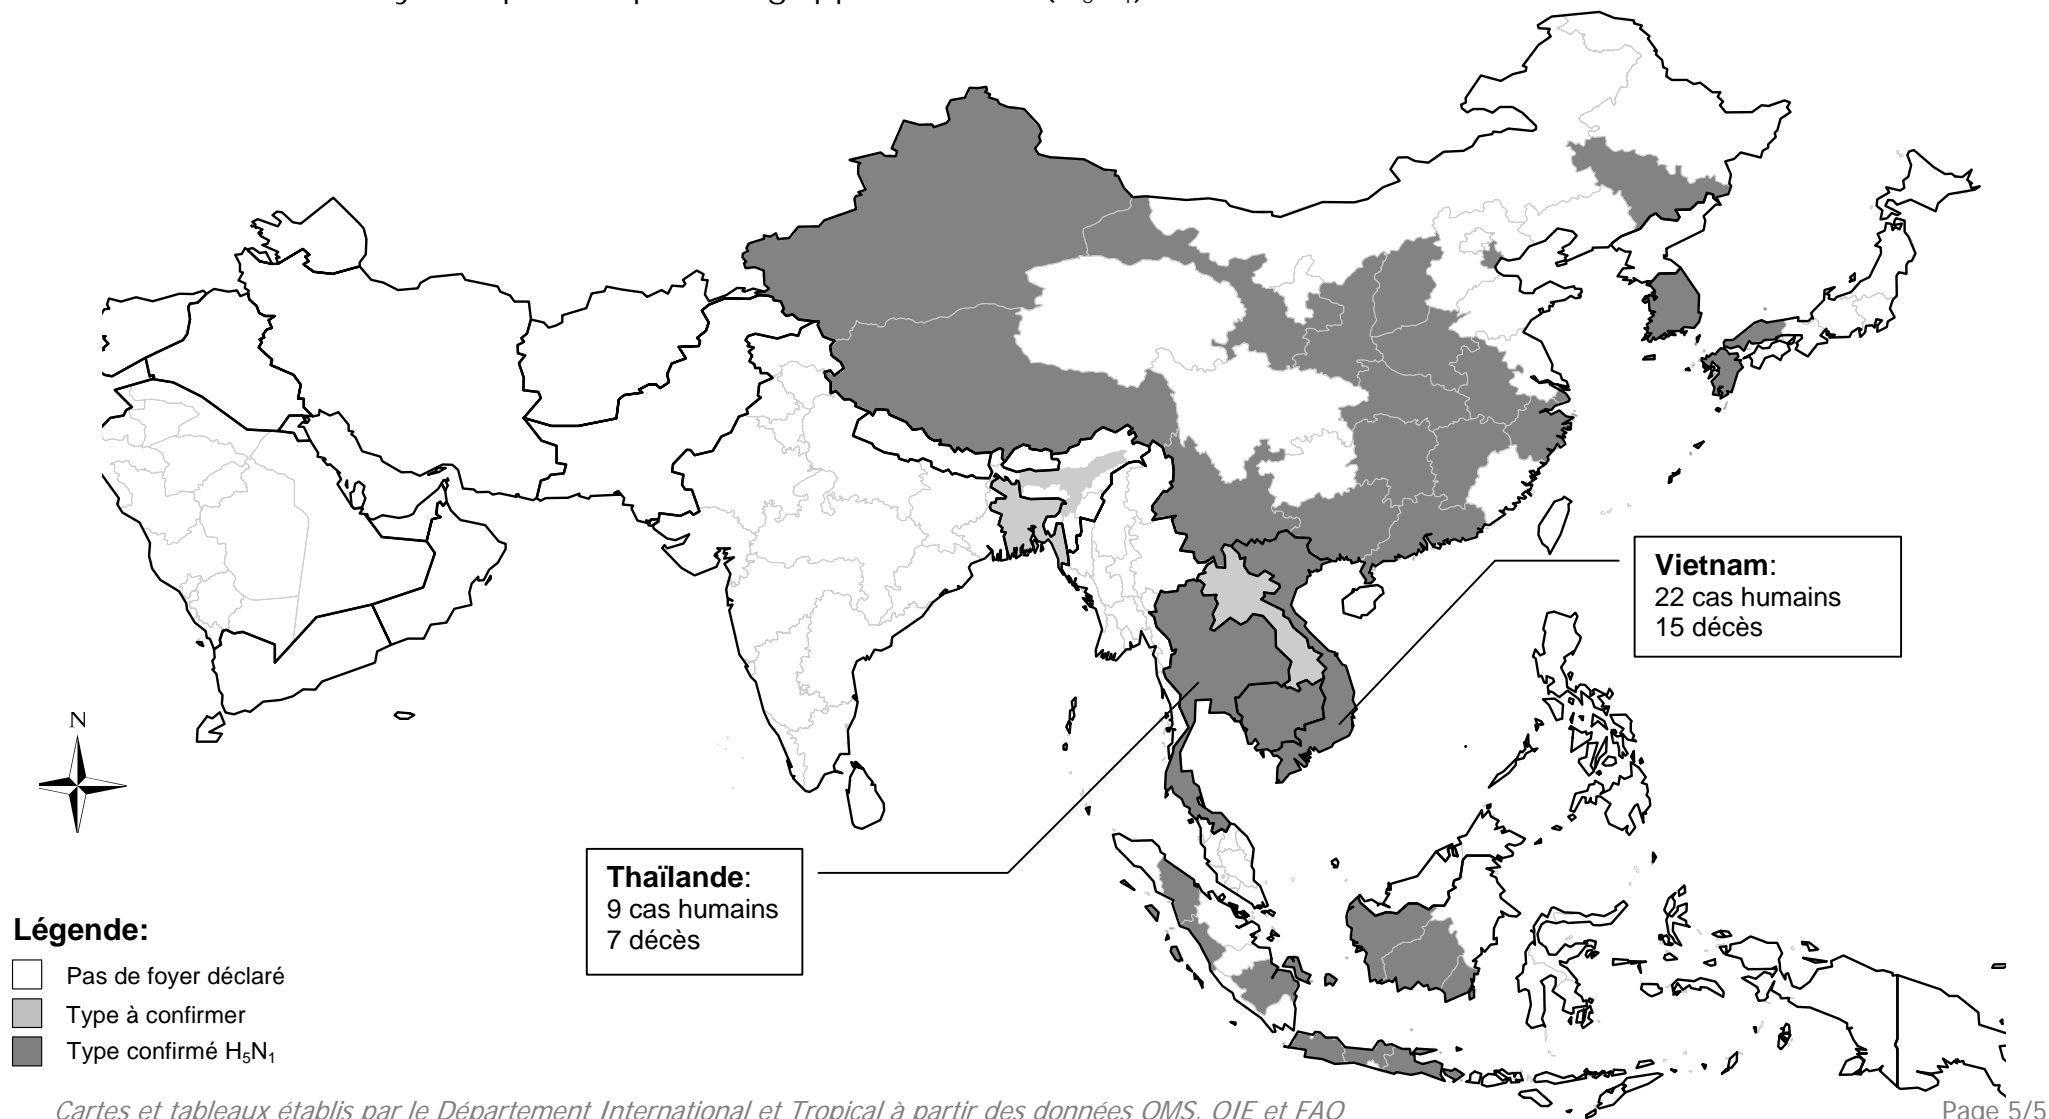 Vietnam:
22 cas humains
15 décès
N
Thaïlande:
9 cas humains
7 décès
Légende:
Pas de foyer déclaré
Type à confirmer
Type confirmé H₅N₁
Cartes et tableaux établis par le Département International et Tropical à partir des données OMS, OIE et FAO
Page 5/5